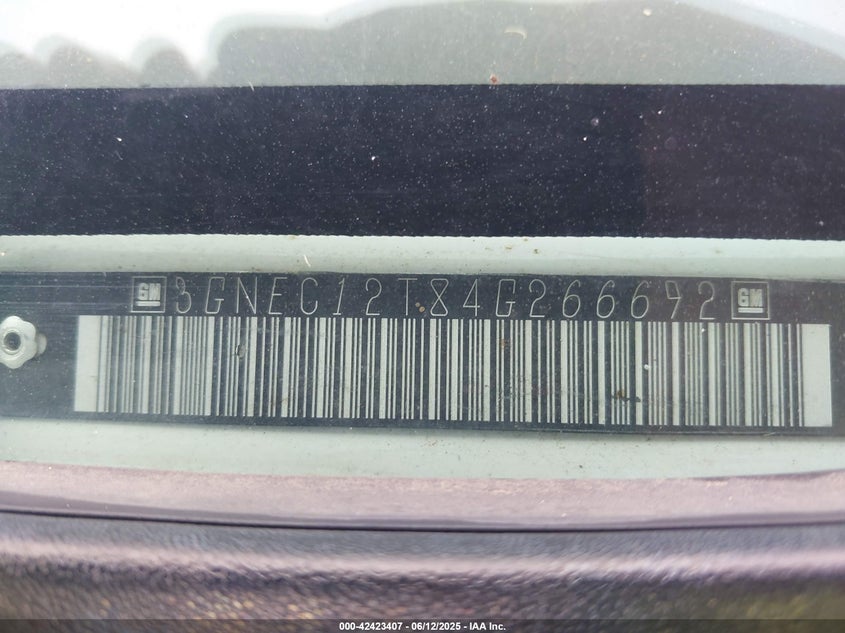 GM 3GNEC12T84G266692 GM
000-42423407 - 06/12/2025 - IAA Inc.